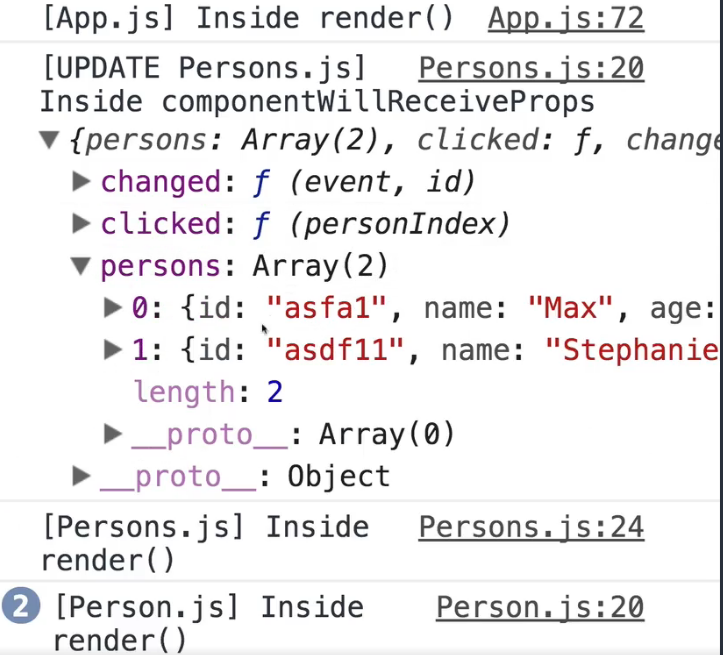 [App.js] Inside render() App.js:72
[UPDATE Persons.js] Persons.js:20
Inside componentWillReceiveProps
▼ {persons: Array(2), clicked: f, change
▶ changed: f (event, id)
▶ clicked: f (personIndex)
▼ persons: Array(2)
▶ 0: {id: "asfa1", name: "Max", age:
▶ 1: {id: "asdf11", name: "Stephanie
length: 2
▶ __proto__: Array(0)
▶ __proto__: Object
[Persons.js] Inside Persons.js:24
render()
2 [Person.js] Inside Person.js:20
render()